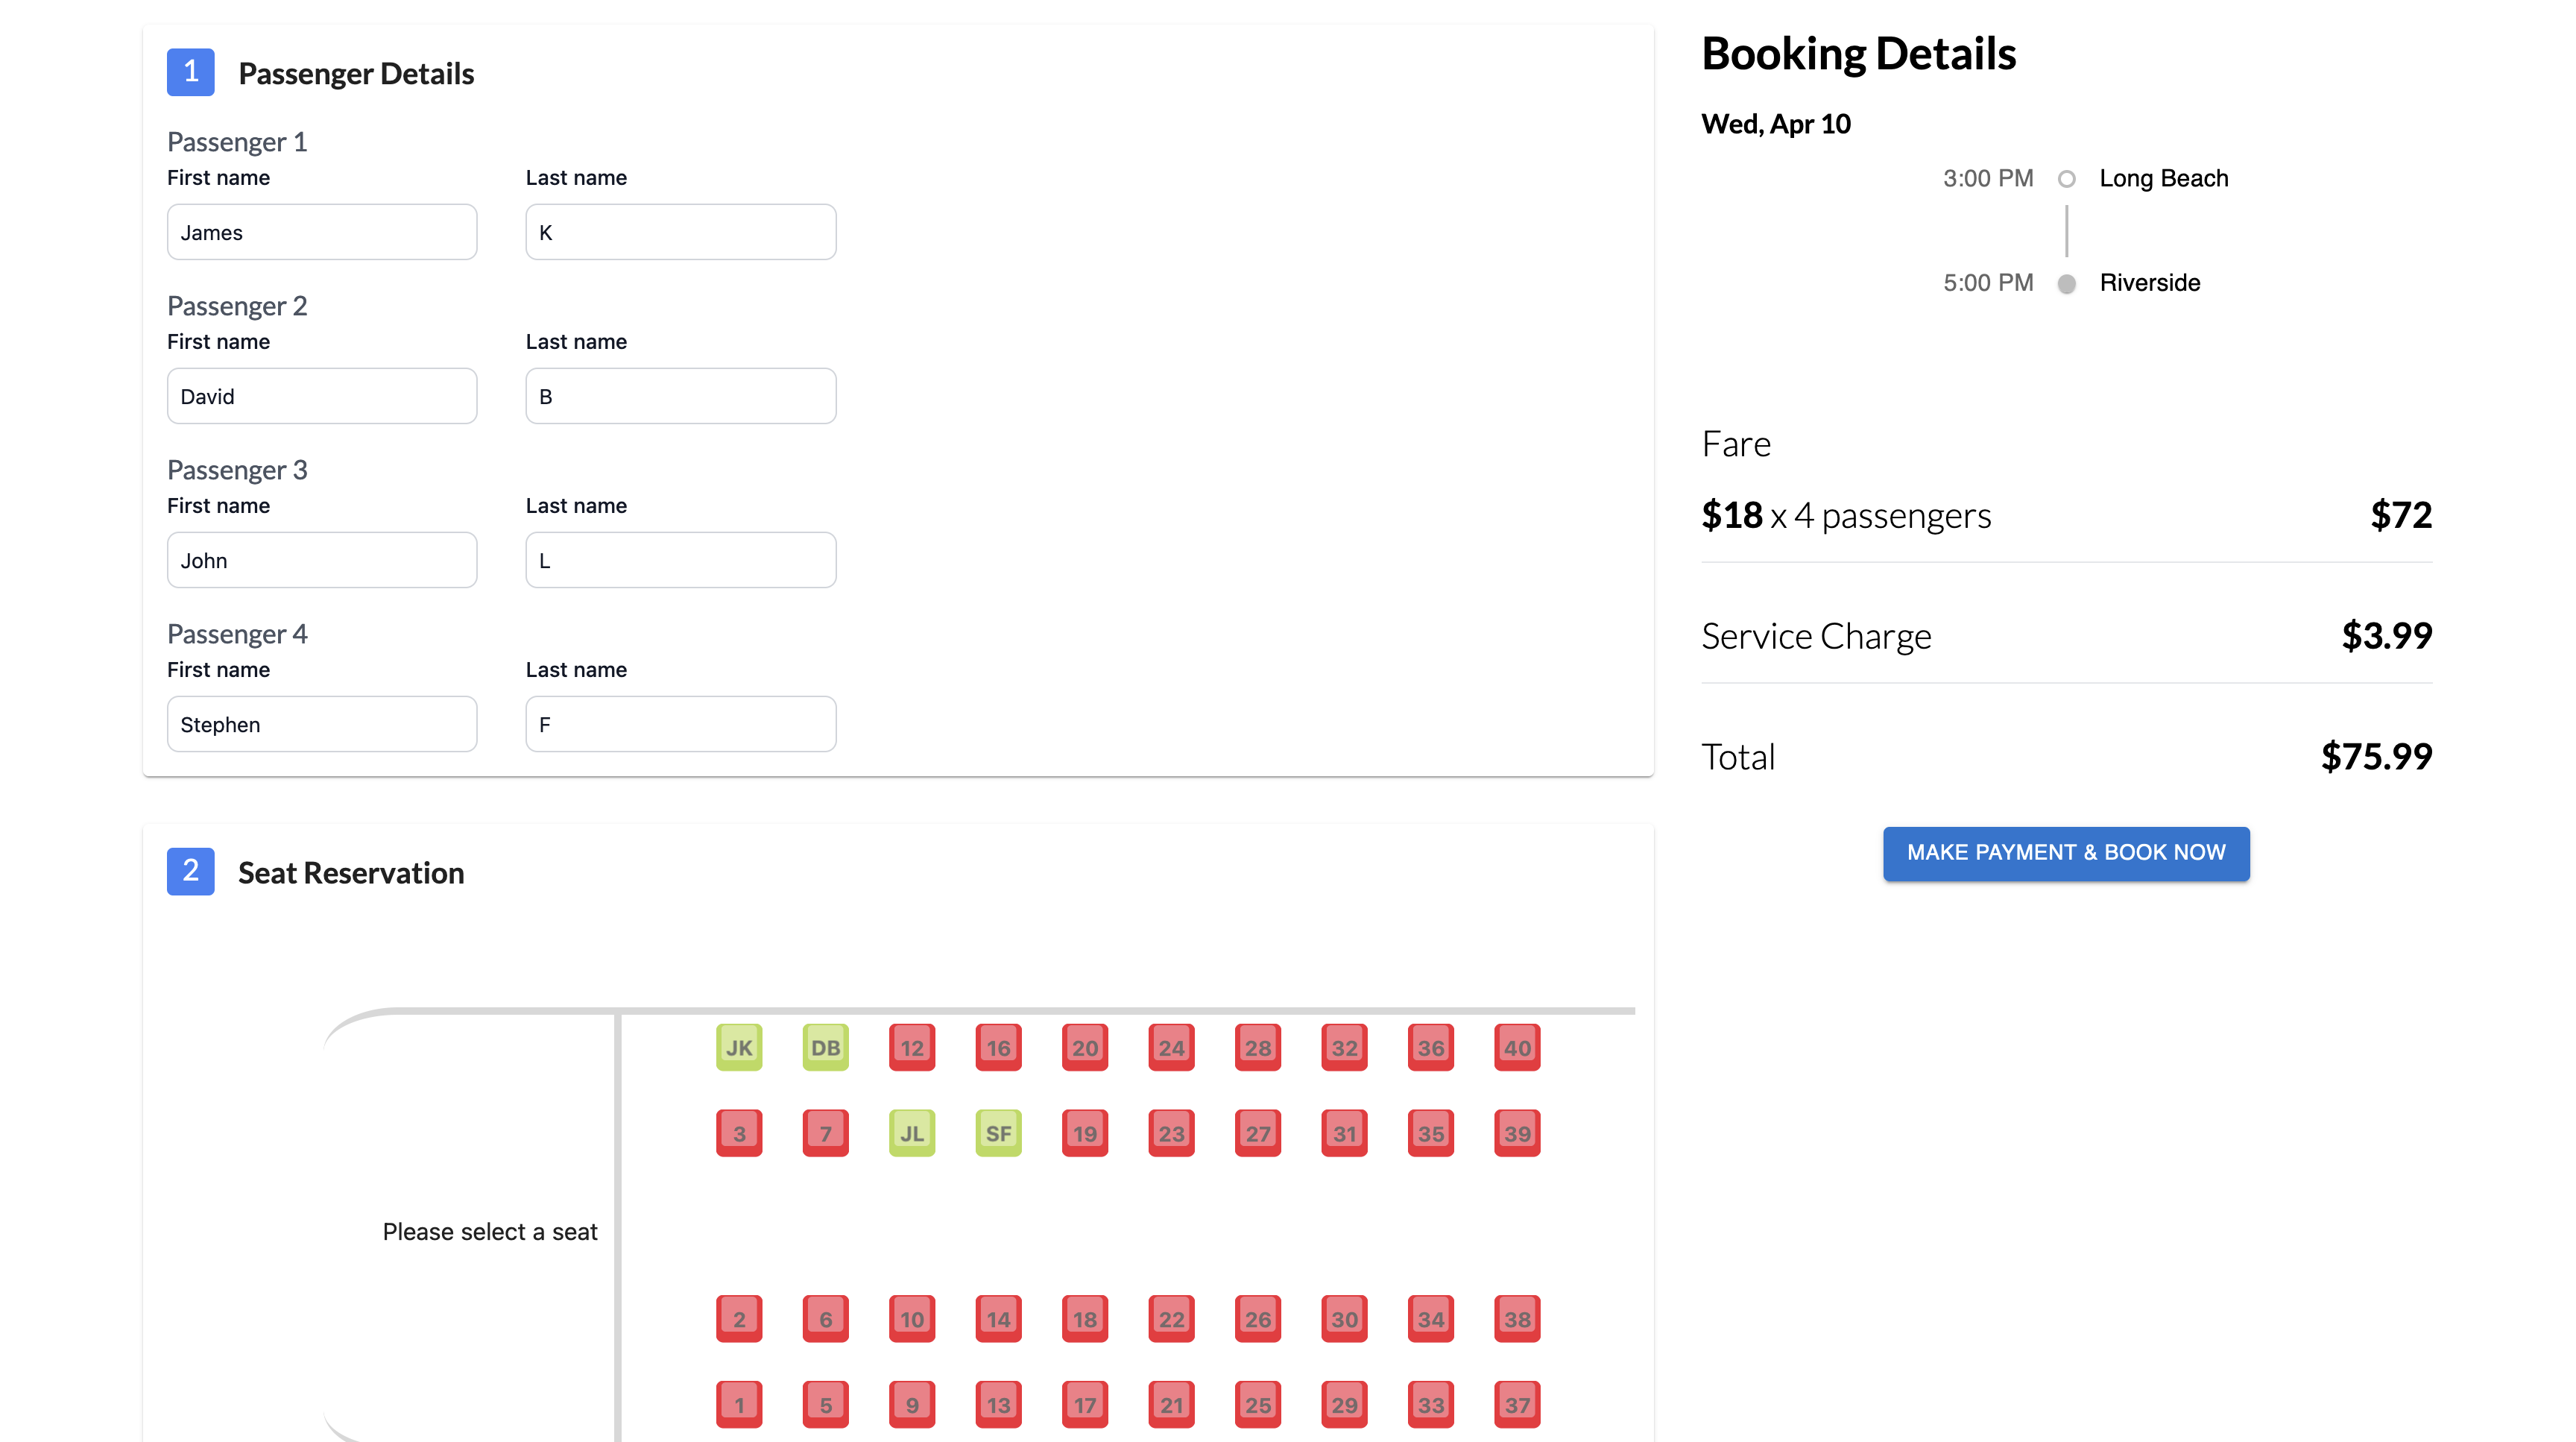 1 Passenger Details
Passenger 1
First name Last name
James K
Passenger 2
First name Last name
David B
Passenger 3
First name Last name
John L
Passenger 4
First name Last name
Stephen F
2 Seat Reservation
JK DB 12 16 20 24 28 32 36 40
3 7 JL SF 19 23 27 31 35 39
Please select a seat
2 6 10 14 18 22 26 30 34 38
1 5 9 13 17 21 25 29 33 37
Booking Details
Wed, Apr 10
3:00 PM Long Beach
5:00 PM Riverside
Fare
$18 x 4 passengers $72
Service Charge $3.99
Total $75.99
MAKE PAYMENT & BOOK NOW